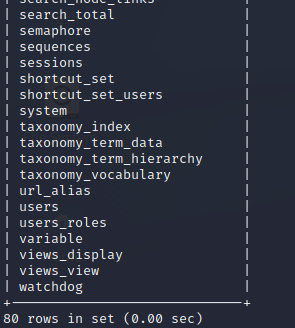 | search_node_links |
| search_total |
| semaphore |
| sequences |
| sessions |
| shortcut_set |
| shortcut_set_users |
| system |
| taxonomy_index |
| taxonomy_term_data |
| taxonomy_term_hierarchy |
| taxonomy_vocabulary |
| url_alias |
| users |
| users_roles |
| variable |
| views_display |
| views_view |
| watchdog |
+-----------------------------+
80 rows in set (0.00 sec)